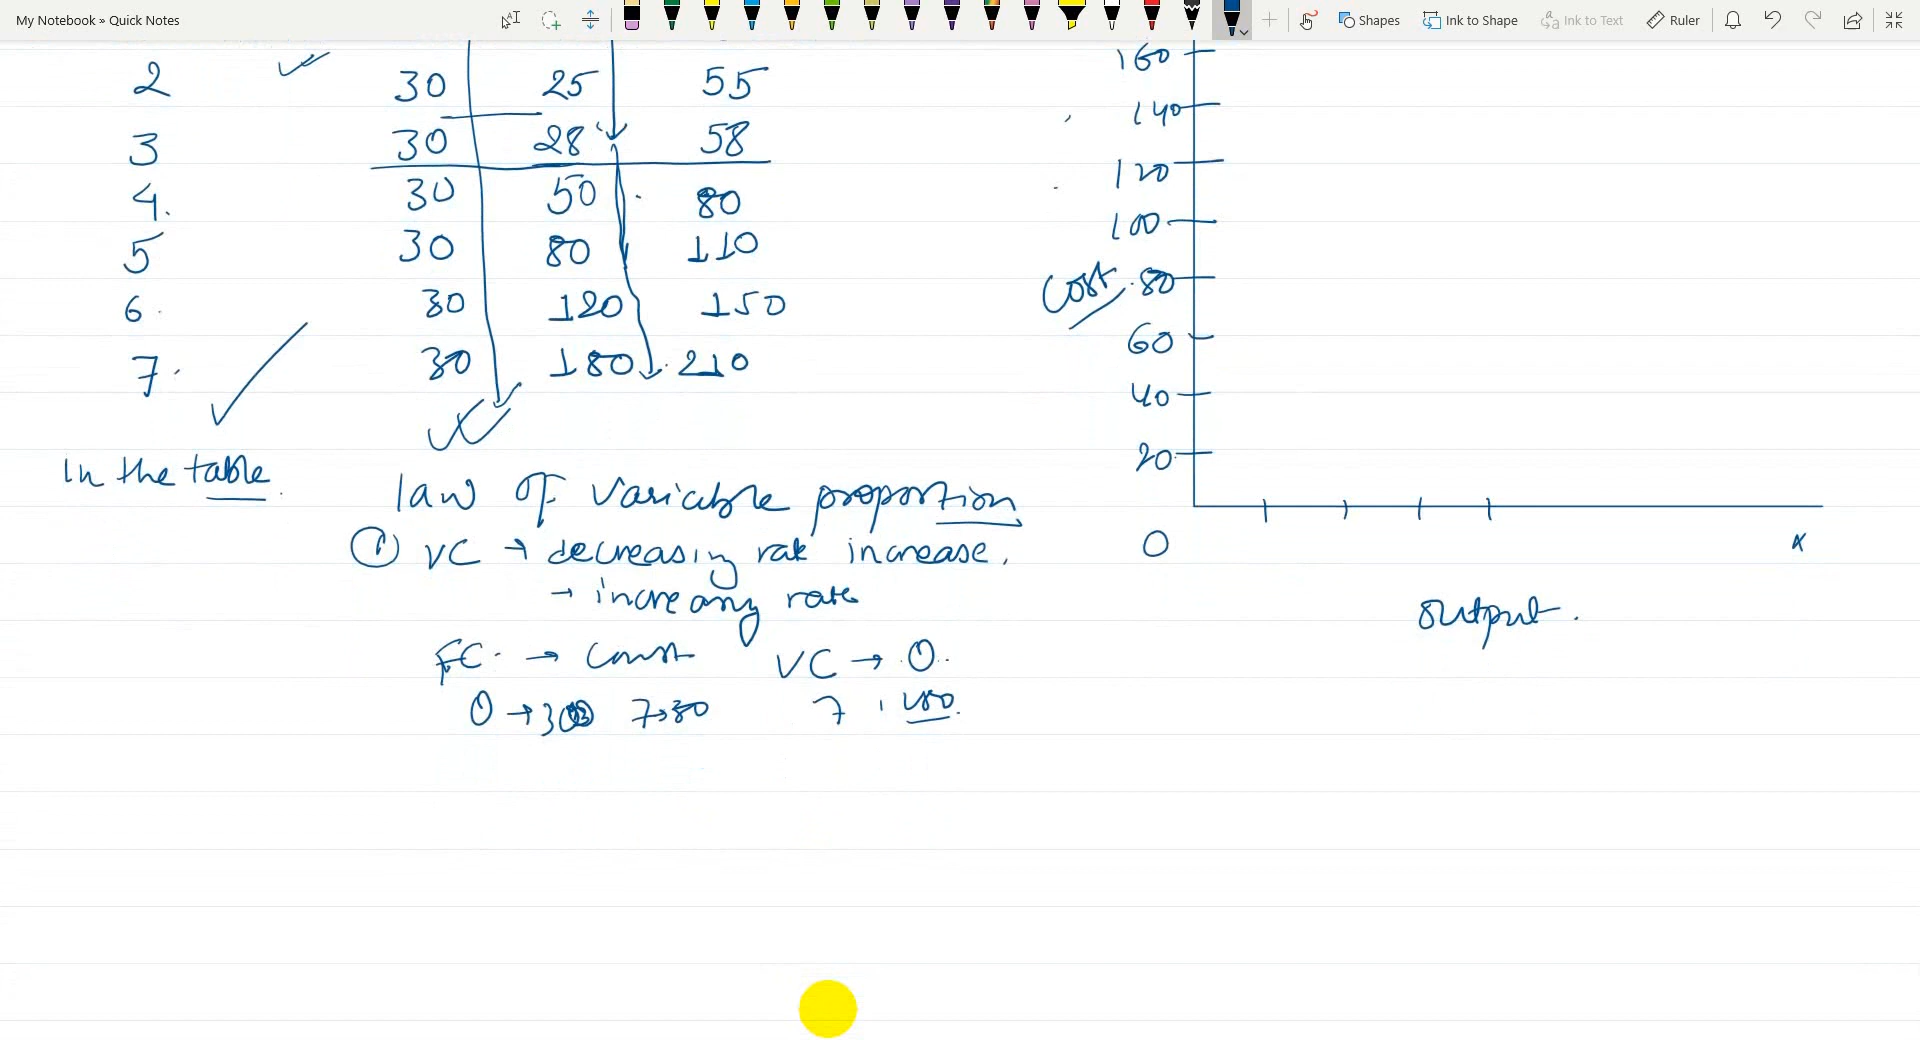 My Notebook » Quick Notes
Shapes
Ink to Shape
Ink to Text
Ruler
2 30 25 55
3 30 28 58
4. 30 50 80
5 30 80 110
6. 30 120 150
7. 30 180 210
In the table.
law of variable proportion
① VC → decreasing rate increase.
→ increasing rate
FC → const VC → 0.
0 → 30 7→30 7 180.
160
140
120
100
Cost 80
60
40
20
0
x
output.